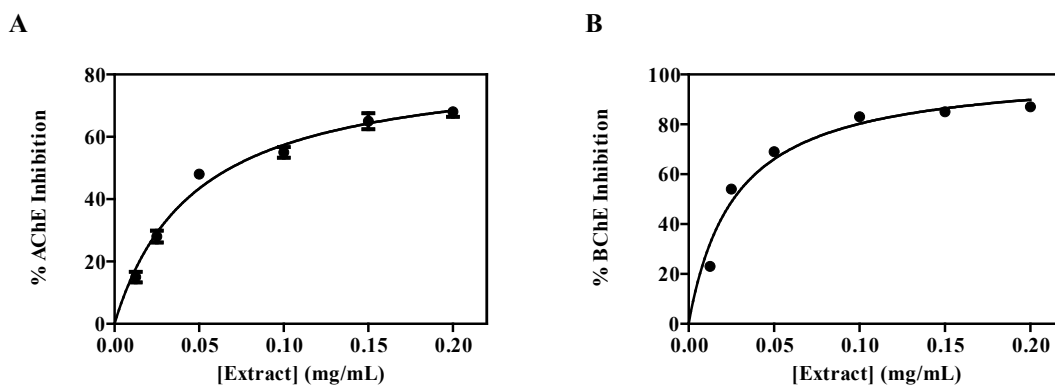 A
B
% AChE Inhibition
80
60
40
20
0
0.00 0.05 0.10 0.15 0.20
[Extract] (mg/mL)
% BChE Inhibition
100
80
60
40
20
0
0.00 0.05 0.10 0.15 0.20
[Extract] (mg/mL)